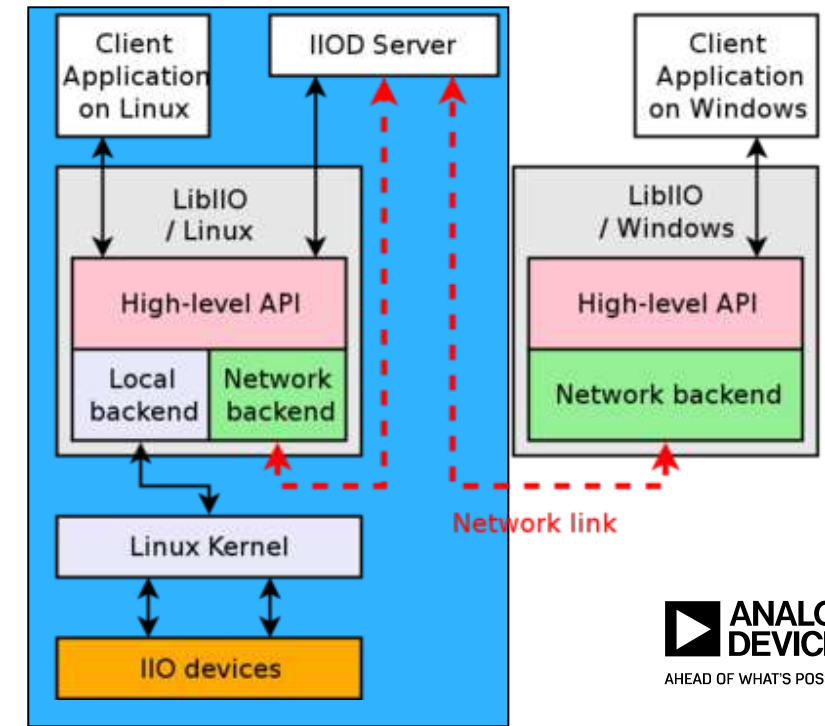 Client
Application
on Linux
IIOD Server
Client
Application
on Windows
LibIIO
/ Linux
LibIIO
/ Windows
High-level API
High-level API
Local
backend
Network
backend
Network backend
Network link
Linux Kernel
IIO devices
AHEAD OF WHAT'S